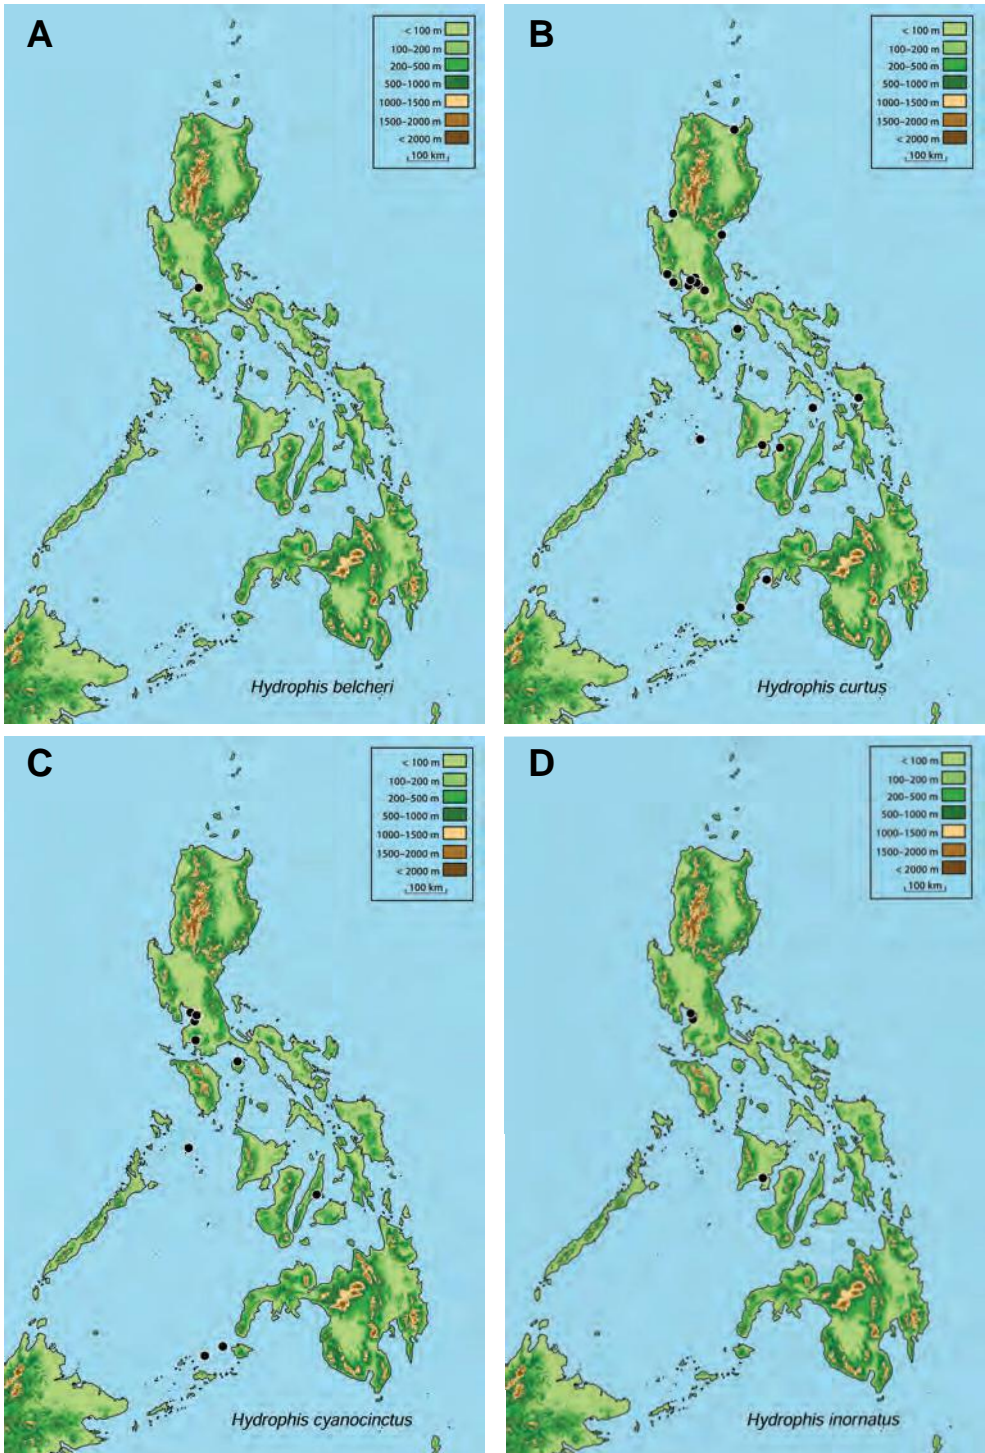 A
< 100 m
100–200 m
200–500 m
500–1000 m
1000–1500 m
1500–2000 m
< 2000 m
100 km
Hydrophis belcheri
B
< 100 m
100–200 m
200–500 m
500–1000 m
1000–1500 m
1500–2000 m
< 2000 m
100 km
Hydrophis curtus
C
< 100 m
100–200 m
200–500 m
500–1000 m
1000–1500 m
1500–2000 m
< 2000 m
100 km
Hydrophis cyanocinctus
D
< 100 m
100–200 m
200–500 m
500–1000 m
1000–1500 m
1500–2000 m
< 2000 m
100 km
Hydrophis inornatus